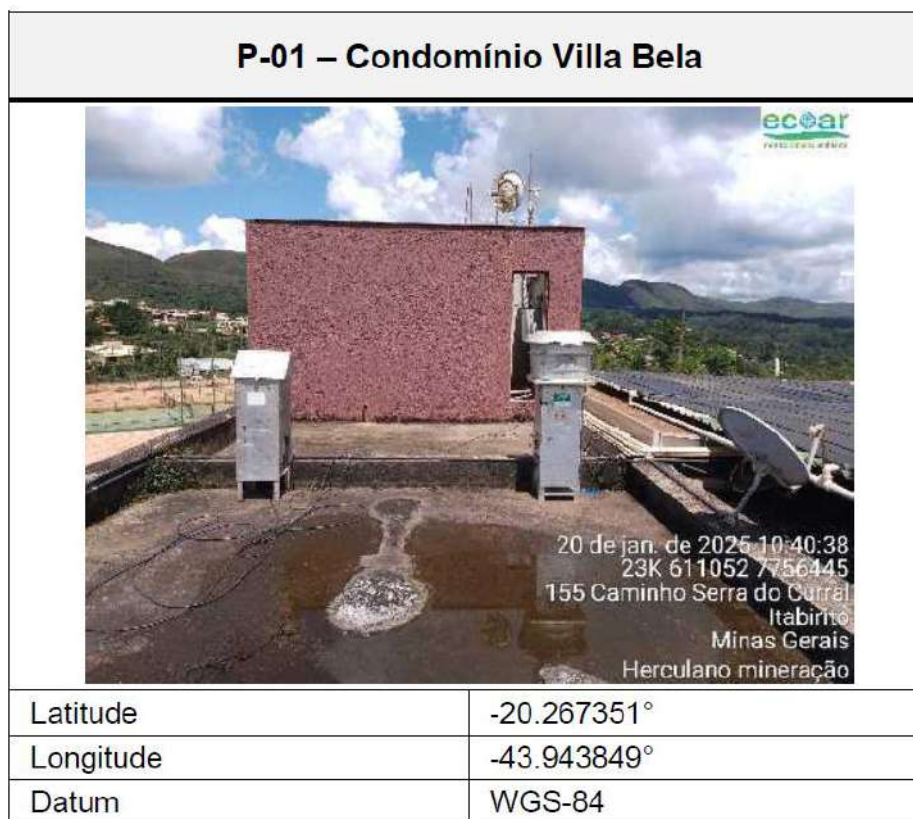 P-01 – Condomínio Villa Bela
ecoar
20 de jan. de 2025 10:40:38
23K 611052 7756445
155 Caminho Serra do Curral
Itabirito
Minas Gerais
Herculano mineração
Latitude -20.267351°
Longitude -43.943849°
Datum WGS-84